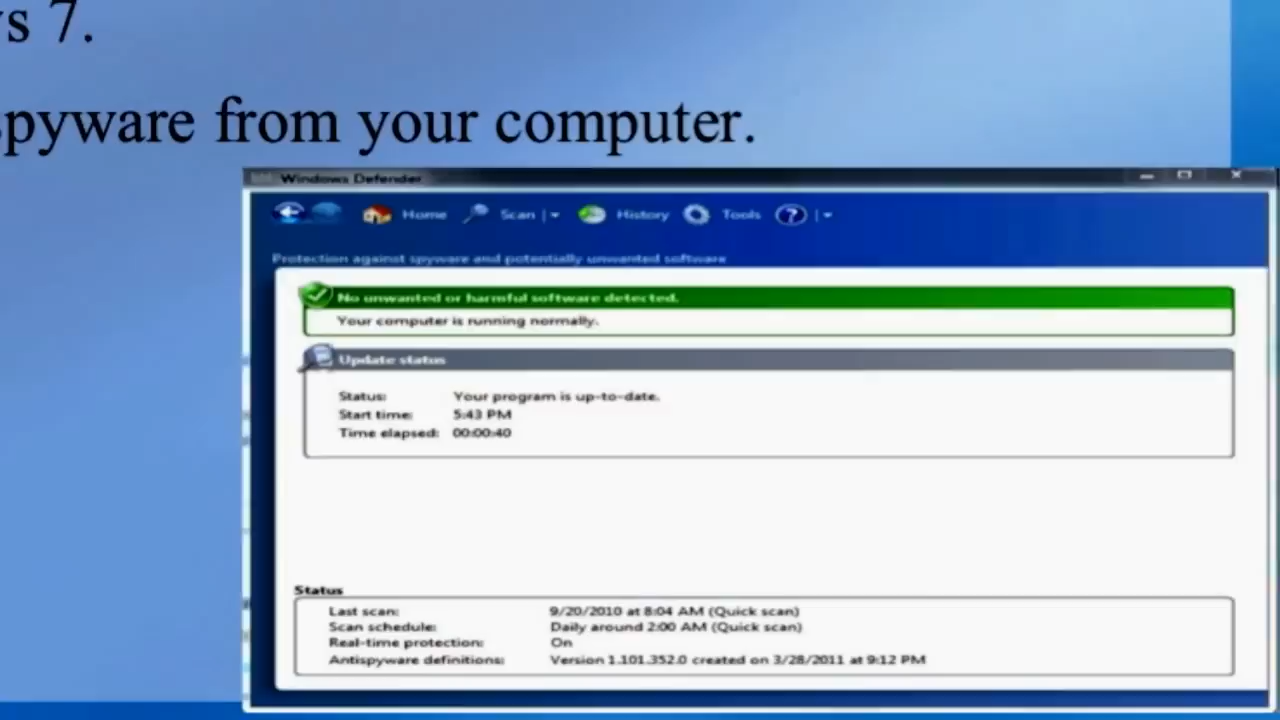 s 7.
spyware from your computer.
Windows Defender
Home Scan History Tools ?
Protection against spyware and potentially unwanted software
No unwanted or harmful software detected.
Your computer is running normally.
Update status
Status: Your program is up-to-date.
Start time: 5:43 PM
Time elapsed: 00:00:40
Status
Last scan: 9/20/2010 at 8:04 AM (Quick scan)
Scan schedule: Daily around 2:00 AM (Quick scan)
Real-time protection: On
Antispyware definitions: Version 1.101.352.0 created on 3/28/2011 at 9:12 PM